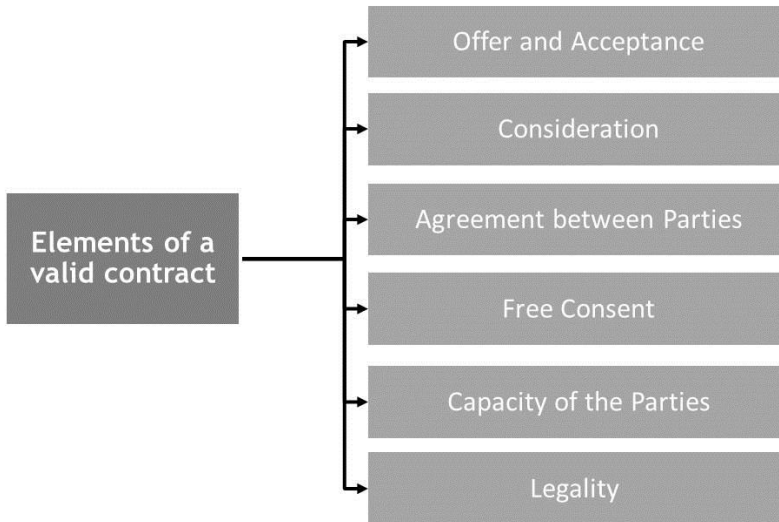 Elements of a
valid contract
Offer and Acceptance
Consideration
Agreement between Parties
Free Consent
Capacity of the Parties
Legality